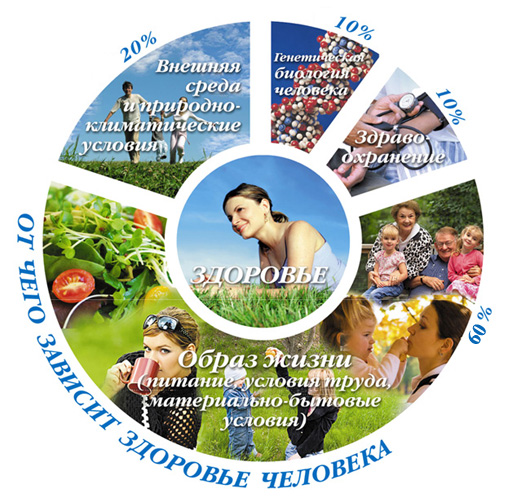 20%
Внешняя
среда
и природно-
климатические
условия
10%
Генетическая
биология
человека
10%
Здраво-
охранение
ЗДОРОВЬЕ
60%
Образ жизни
(питание, условия труда,
материально-бытовые
условия)
ОТ ЧЕГО ЗАВИСИТ ЗДОРОВЬЕ ЧЕЛОВЕКА